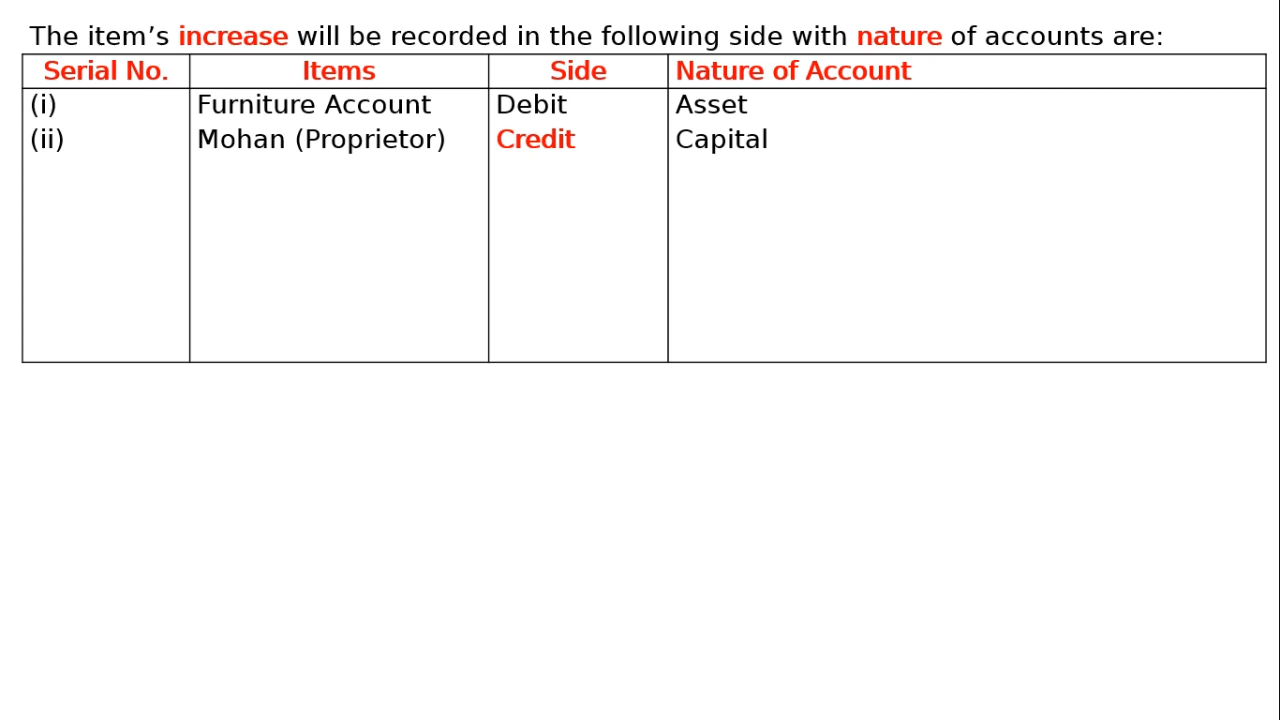 The item’s increase will be recorded in the following side with nature of accounts are:
Serial No. Items Side Nature of Account
(i) Furniture Account Debit Asset
(ii) Mohan (Proprietor) Credit Capital